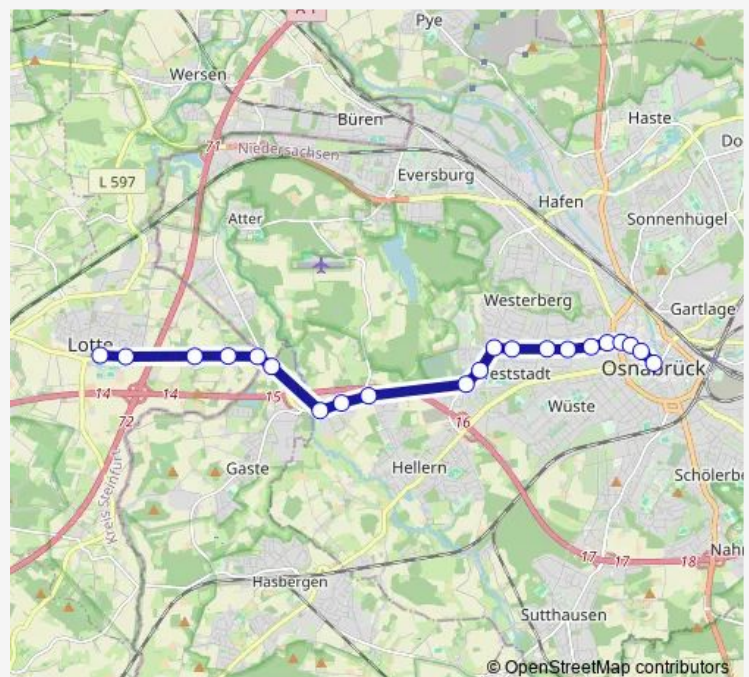 A 1
Pye
Wersen
Haste
Büren
Do
71
Niedersachsen
L 597
Eversburg
Hafen
Atter
Sonnenhügel
Westerberg
Gartlage
Lotte
Osnabrück
eststadt
14
14
15
72
Wüste
16
Gaste
Hellern
Schölerbe
Kreis Steinfurt
17
17
18
Nahn
Hasbergen
Sutthausen
© OpenStreetMap contributors